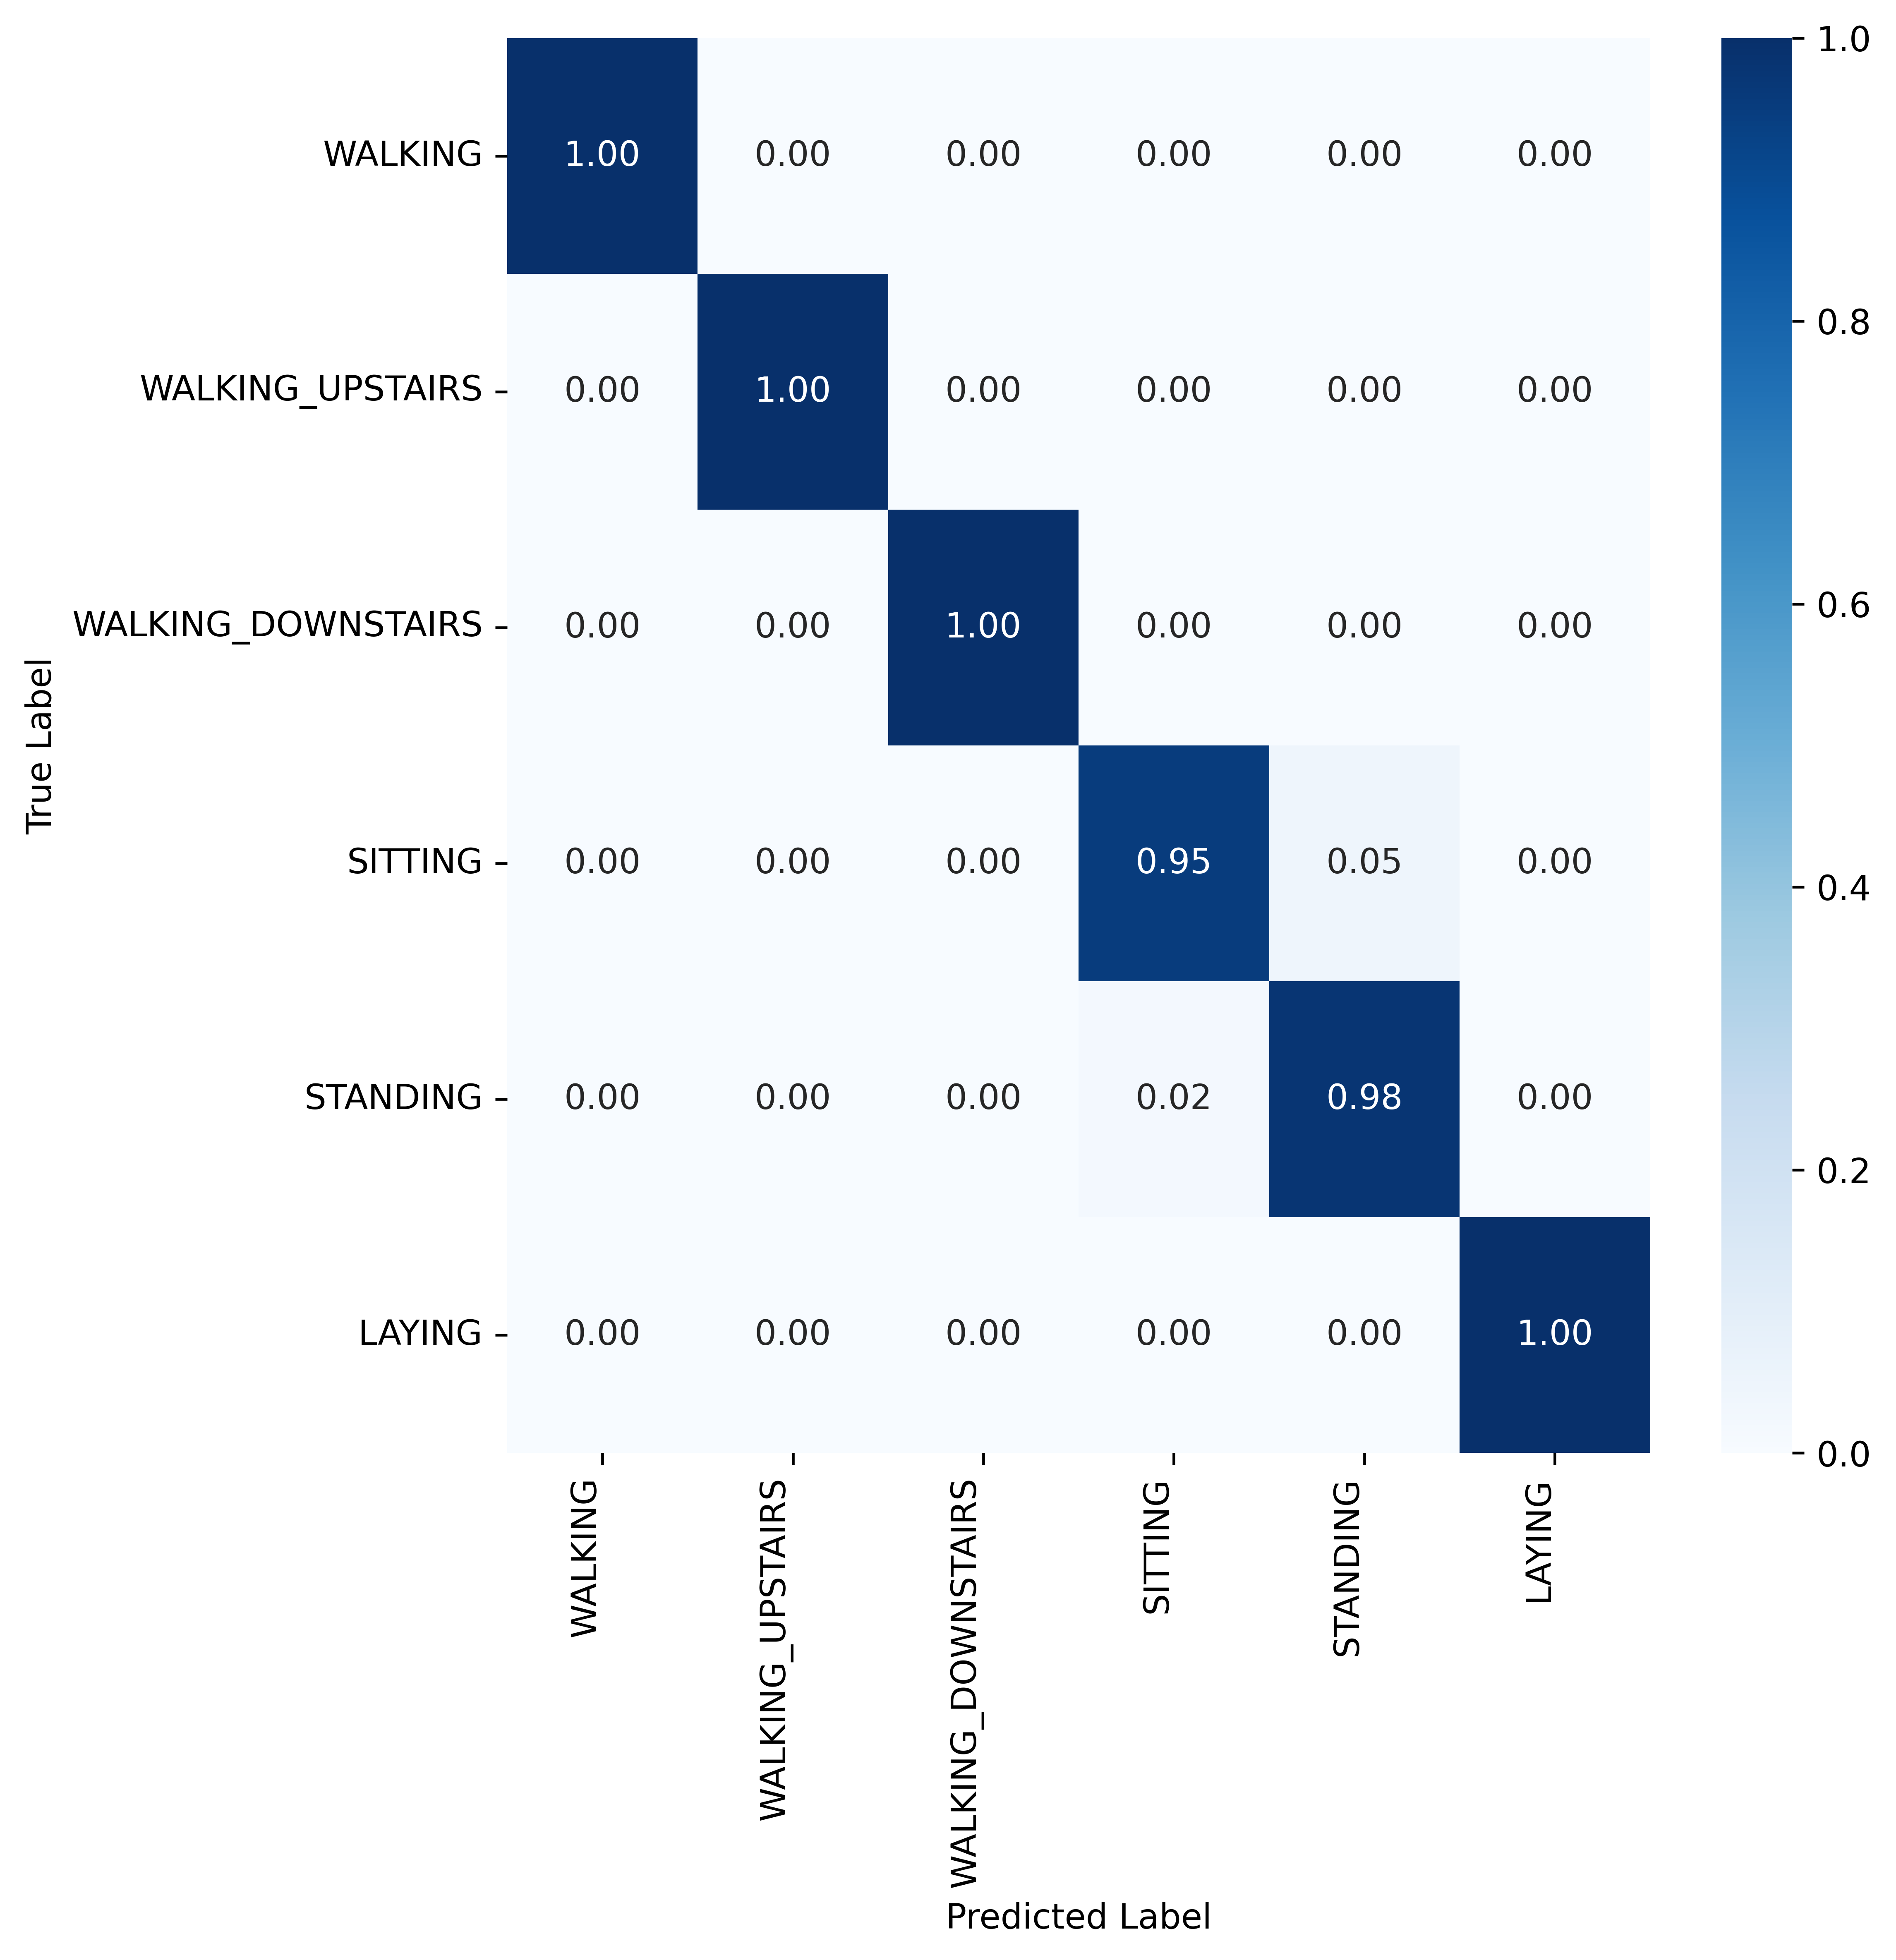 WALKING 1.00 0.00 0.00 0.00 0.00 0.00
WALKING_UPSTAIRS 0.00 1.00 0.00 0.00 0.00 0.00
WALKING_DOWNSTAIRS 0.00 0.00 1.00 0.00 0.00 0.00
SITTING 0.00 0.00 0.00 0.95 0.05 0.00
STANDING 0.00 0.00 0.00 0.02 0.98 0.00
LAYING 0.00 0.00 0.00 0.00 0.00 1.00
True Label
WALKING
WALKING_UPSTAIRS
WALKING_DOWNSTAIRS
SITTING
STANDING
LAYING
Predicted Label
1.0
0.8
0.6
0.4
0.2
0.0